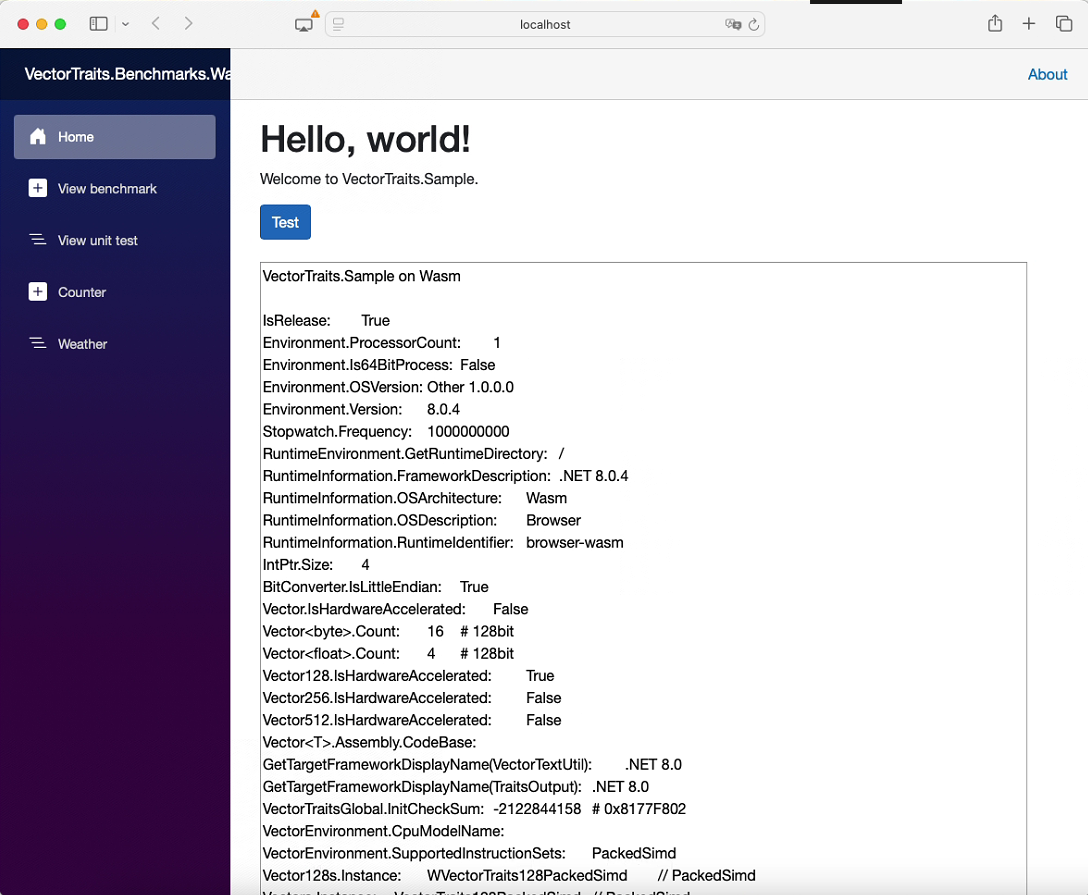 localhost
VectorTraits.Benchmarks.Wa
About
Home
View benchmark
View unit test
Counter
Weather
Hello, world!
Welcome to VectorTraits.Sample.
Test
VectorTraits.Sample on Wasm
IsRelease: True
Environment.ProcessorCount: 1
Environment.Is64BitProcess: False
Environment.OSVersion: Other 1.0.0.0
Environment.Version: 8.0.4
Stopwatch.Frequency: 1000000000
RuntimeEnvironment.GetRuntimeDirectory: /
RuntimeInformation.FrameworkDescription: .NET 8.0.4
RuntimeInformation.OSArchitecture: Wasm
RuntimeInformation.OSDescription: Browser
RuntimeInformation.RuntimeIdentifier: browser-wasm
IntPtr.Size: 4
BitConverter.IsLittleEndian: True
Vector.IsHardwareAccelerated: False
Vector<byte>.Count: 16 # 128bit
Vector<float>.Count: 4 # 128bit
Vector128.IsHardwareAccelerated: True
Vector256.IsHardwareAccelerated: False
Vector512.IsHardwareAccelerated: False
Vector<T>.Assembly.CodeBase:
GetTargetFrameworkDisplayName(VectorTextUtil): .NET 8.0
GetTargetFrameworkDisplayName(TraitsOutput): .NET 8.0
VectorTraitsGlobal.InitCheckSum: -2122844158 # 0x8177F802
VectorEnvironment.CpuModelName:
VectorEnvironment.SupportedInstructionSets: PackedSimd
Vector128s.Instance: WVectorTraits128PackedSimd // PackedSimd